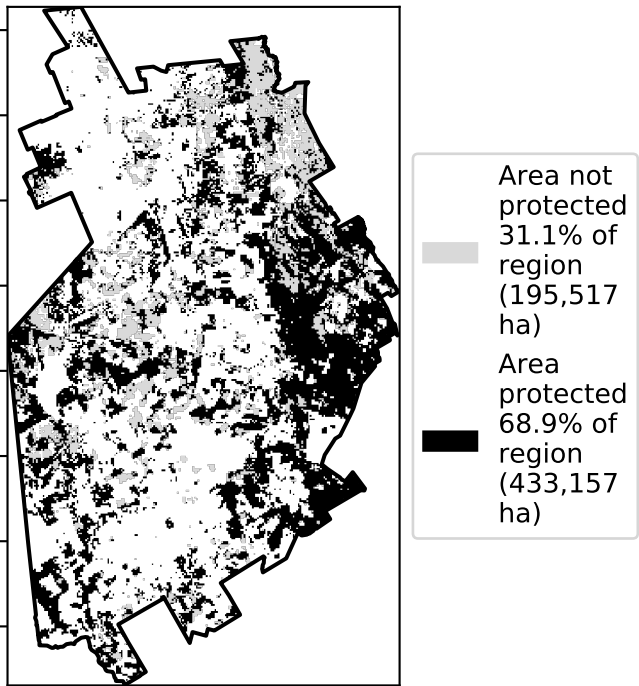 Area not
protected
31.1% of
region
(195,517
ha)
Area
protected
68.9% of
region
(433,157
ha)